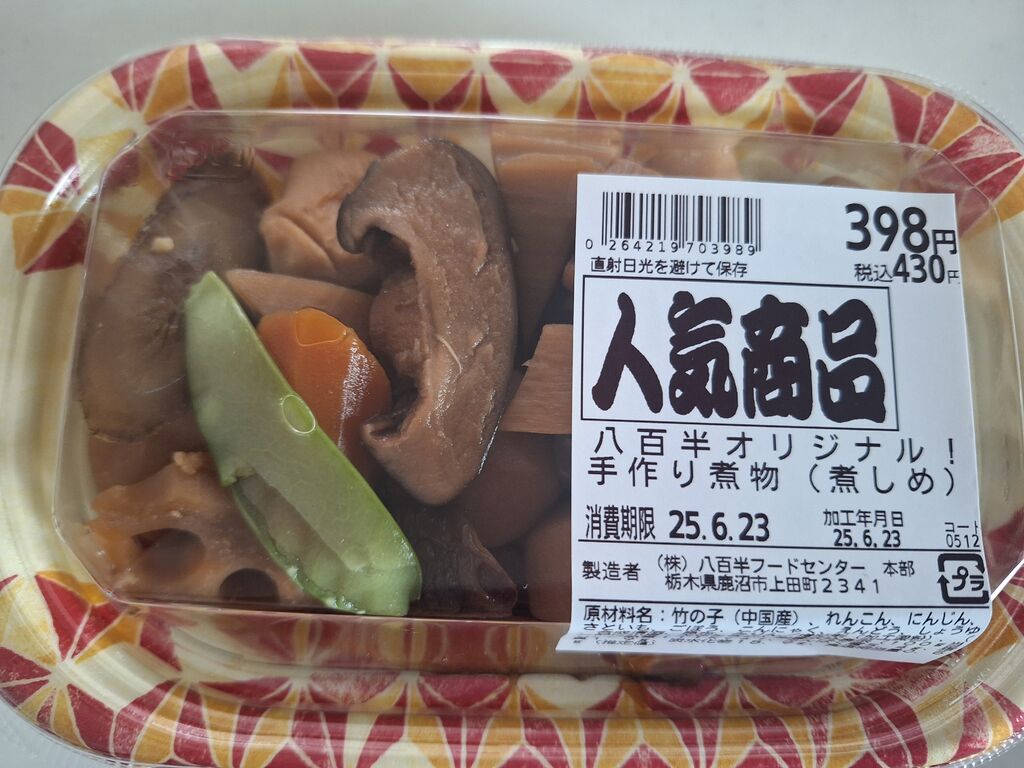 0 264219 703989
398円
直射日光を避けて保存
税込430円
人気商品
八百半オリジナル!
手作り煮物(煮しめ)
消費期限 25.6.23
加工年月日
25.6.23
コード
0512
製造者 (株)八百半フードセンター 本部
栃木県鹿沼市上田町2341
プラ
原材料名:竹の子(中国産)、れんこん、にんじん、